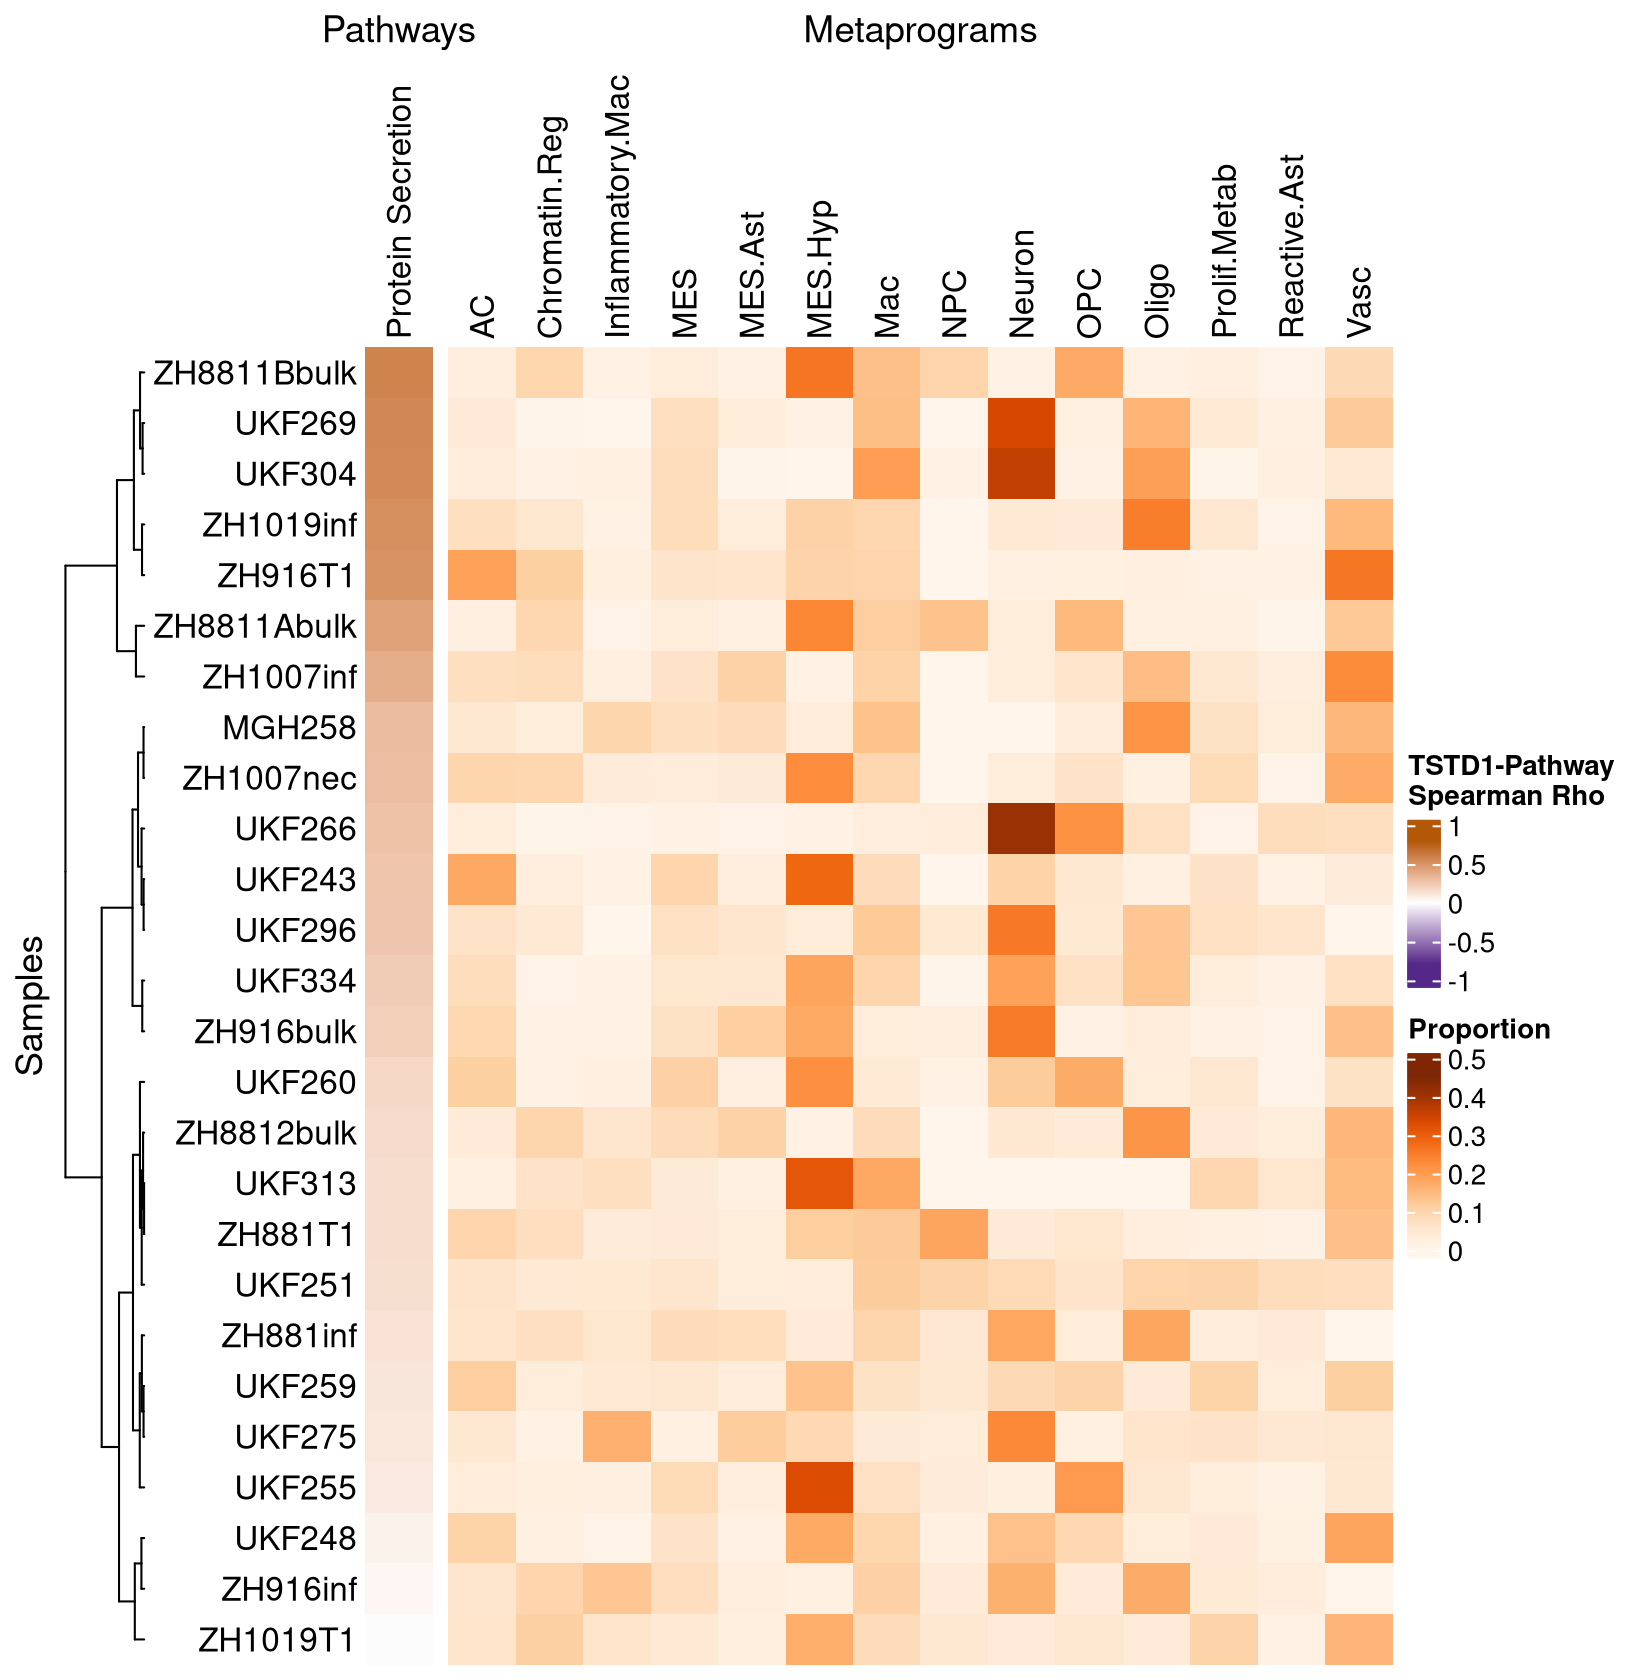 Pathways
Metaprograms
Protein Secretion
AC
Chromatin.Reg
Inflammatory.Mac
MES
MES.Ast
MES.Hyp
Mac
NPC
Neuron
OPC
Oligo
Prolif.Metab
Reactive.Ast
Vasc
Samples
ZH8811Bbulk
UKF269
UKF304
ZH1019inf
ZH916T1
ZH8811Abulk
ZH1007inf
MGH258
ZH1007nec
UKF266
UKF243
UKF296
UKF334
ZH916bulk
UKF260
ZH8812bulk
UKF313
ZH881T1
UKF251
ZH881inf
UKF259
UKF275
UKF255
UKF248
ZH916inf
ZH1019T1
TSTD1-Pathway
Spearman Rho
1
0.5
0
-0.5
-1
Proportion
0.5
0.4
0.3
0.2
0.1
0